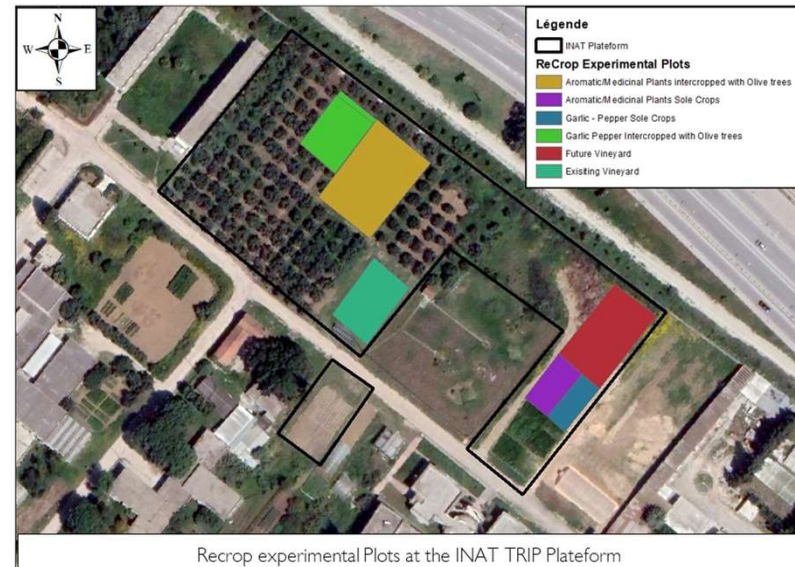 N
W E
S
Légende
INAT Plateform
ReCrop Experimental Plots
Aromatic/Medicinal Plants intercropped with Olive trees
Aromatic/Medicinal Plants Sole Crops
Garlic - Pepper Sole Crops
Garlic Pepper Intercropped with Olive trees
Future Vineyard
Exisiting Vineyard
Recrop experimental Plots at the INAT TRIP Plateform